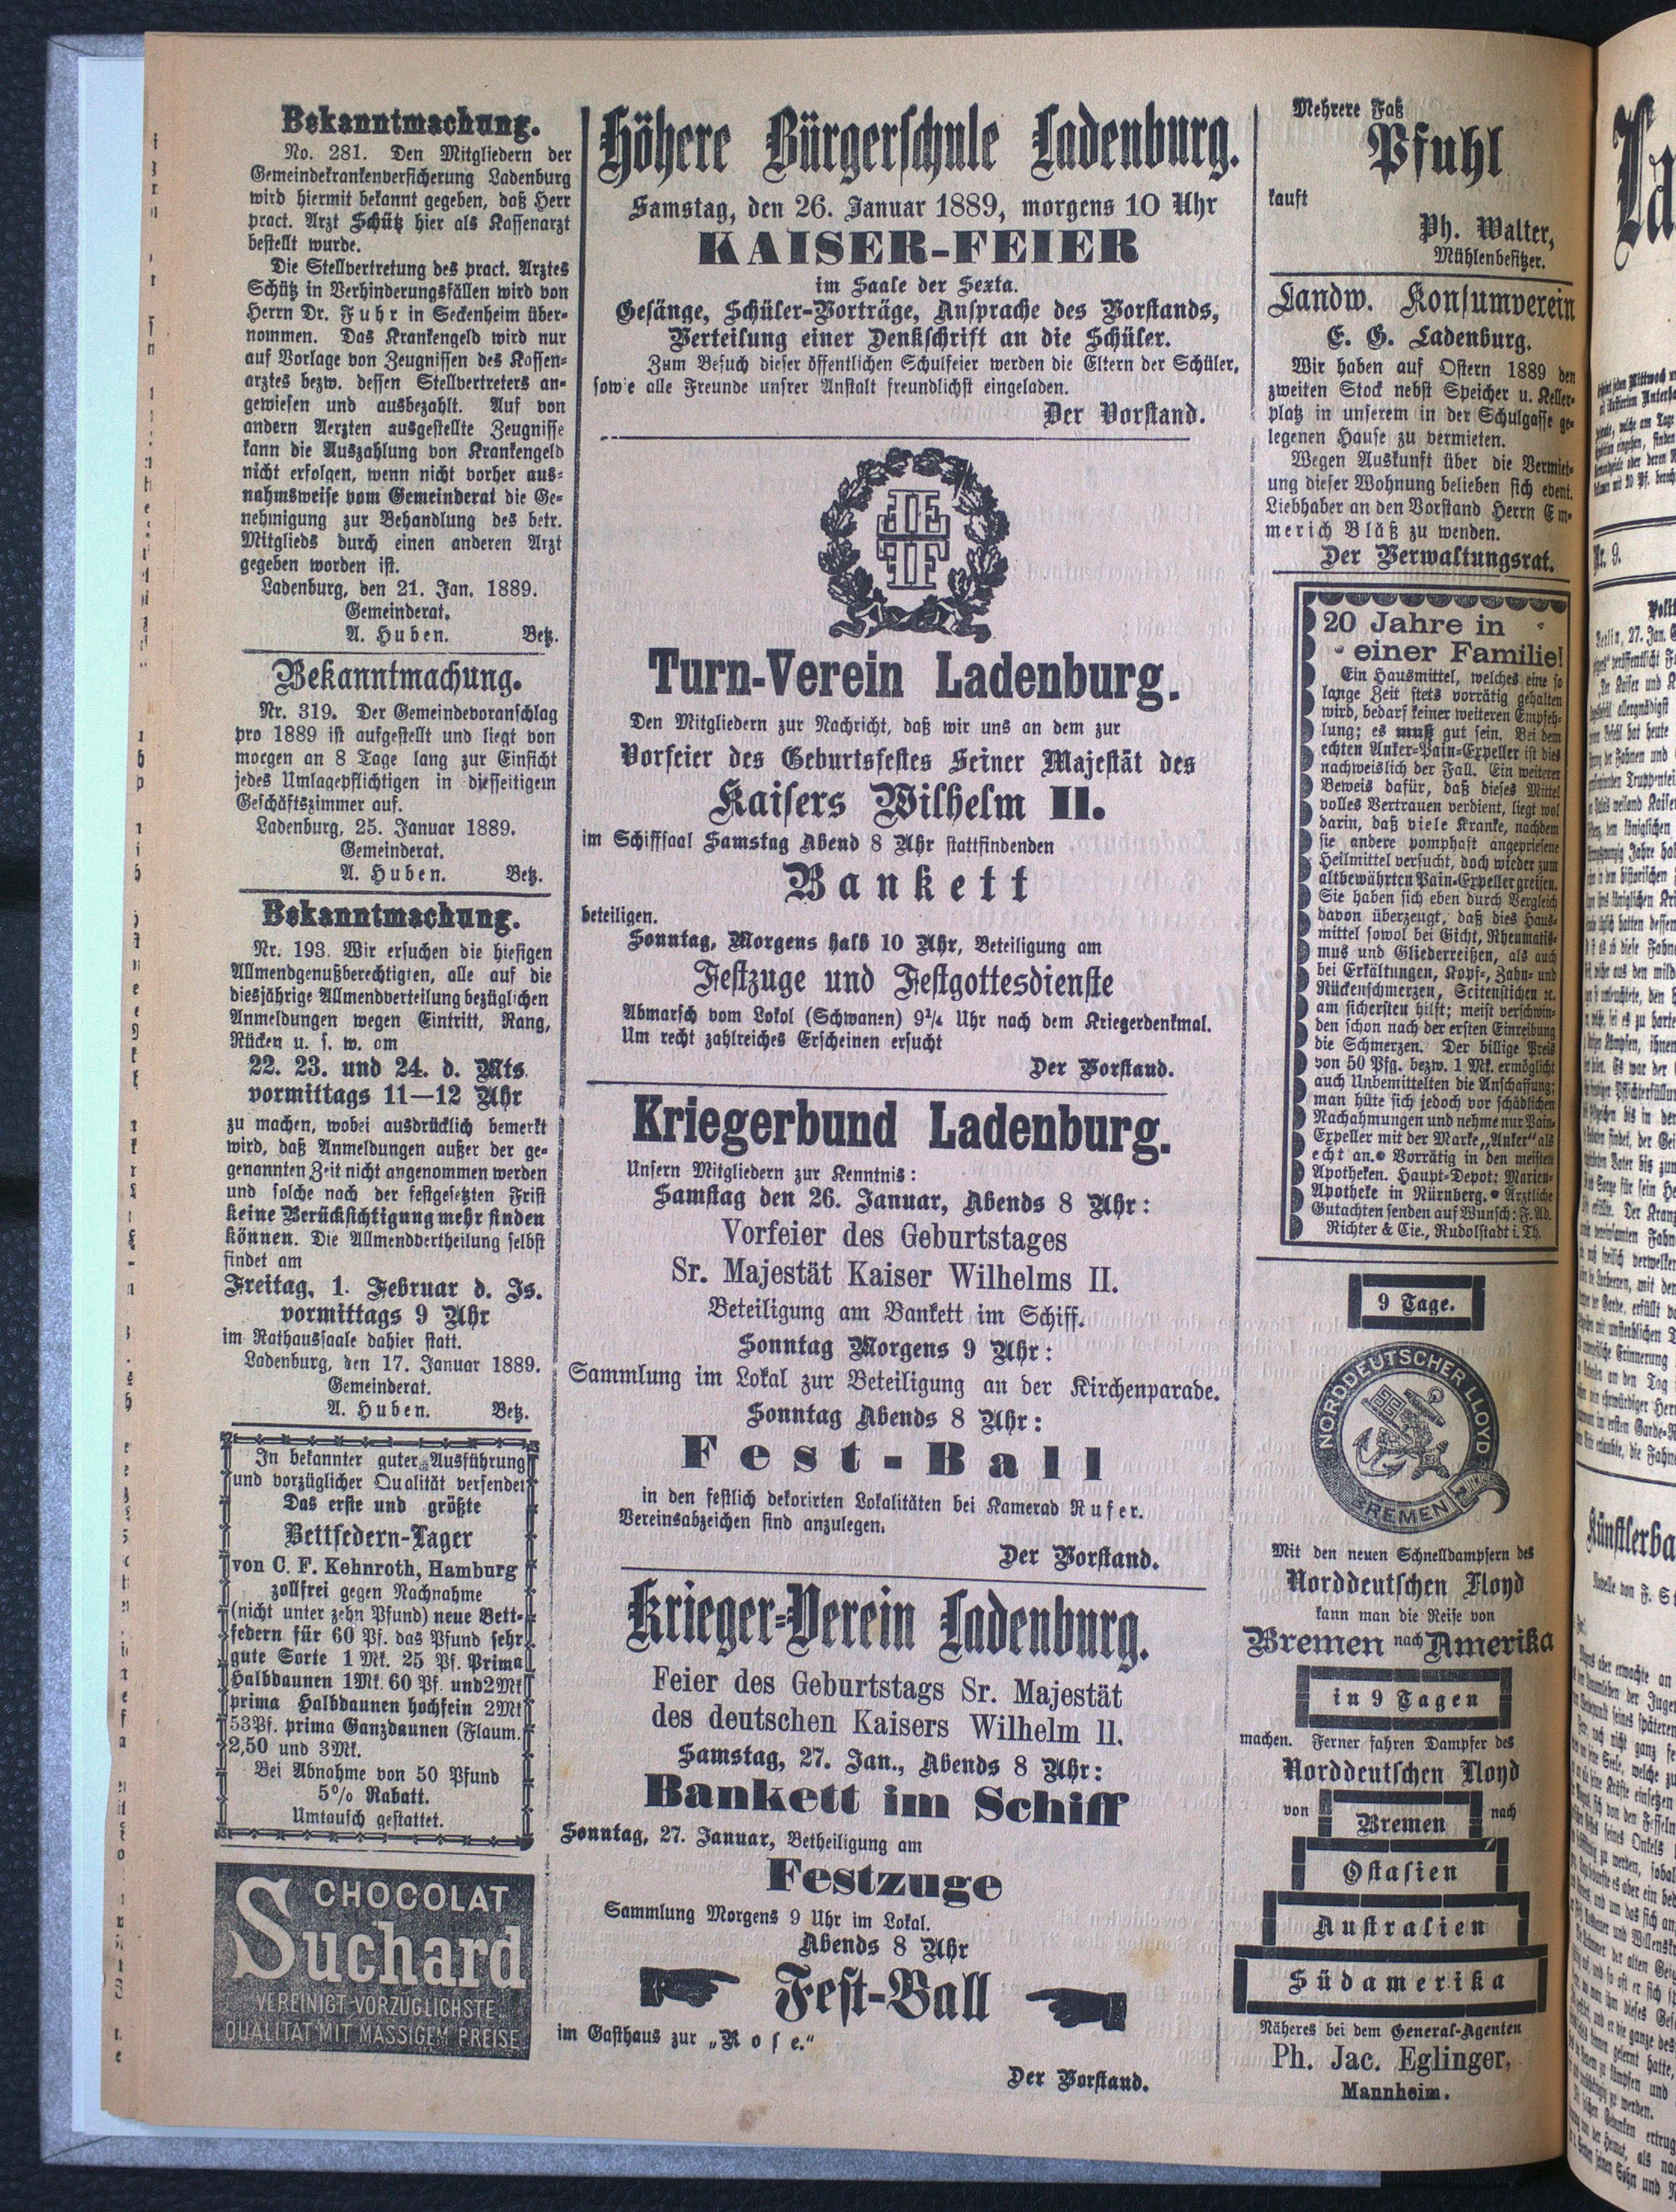 Bekanntmachung.
No. 281. Den Mitgliedern der
Gemeindekrankenversicherung Ladenburg
wird hiermit bekannt gegeben, daß Herr
pract. Arzt Schütz hier als Kassenarzt
bestellt wurde.
Die Stellvertretung des pract. Arztes
Schütz in Verhinderungsfällen wird von
Herrn Dr. Fuhr in Seckenheim über-
nommen. Das Krankengeld wird nur
auf Vorlage von Zeugnissen des Kassen-
arztes bezw. dessen Stellvertreters an-
gewiesen und ausbezahlt. Auf von
andern Aerzten ausgestellte Zeugnisse
kann die Auszahlung von Krankengeld
nicht erfolgen, wenn nicht vorher aus-
nahmsweise vom Gemeinderat die Ge-
nehmigung zur Behandlung des betr.
Mitglieds durch einen anderen Arzt
gegeben worden ist.
Ladenburg, den 21. Jan. 1889.
Gemeinderat.
A. Huben. Betz.
Bekanntmachung.
Nr. 319. Der Gemeindevoranschlag
pro 1889 ist aufgestellt und liegt von
moegen an 8 Tage lang zur Einsicht
jedes Umlagepflichtigen in diesseitigem
Geschäftszimmer auf.
Ladenburg, 25. Januar 1889.
Gemeinderat.
A. Huben. Betz.
Bekanntmachung.
Nr. 193. Wir ersuchen die hiesigen
Allmendgenußberechtigten, alle auf die
diesjährige Allmendverteilung bezüglichen
Anmeldungen wegen Eintritt, Rang,
Rücken u. s. w. am
22. 23. und 24. d. Mts.
vormittags 11—12 Uhr
zu machen, wobei ausdrücklich bemerkt
wird, daß Anmeldungen außer der ge-
genannten Zeit nicht angenommen werden
und solche nach der festgesetzten Frist
keine Berücksichtigung mehr finden
können. Die Allmendvertheilung selbst
findet am
Freitag, 1. Februar d. Js.
vormittags 9 Uhr
im Rathaussaale dahier statt.
Ladenburg, den 17. Januar 1889.
Gemeinderat.
A. Huben. Betz.
In bekannter guter Ausführung
und vorzüglicher Qualität versendet
Das erste und größte
Bettfedern-Lager
von C. F. Kehnroth, Hamburg
zollfrei gegen Nachnahme
(nicht unter zehn Pfund) neue Bett-
federn für 60 Pf. das Pfund sehr
gute Sorte 1 Mk. 25 Pf. Prima
Halbdaunen 1Mk. 60 Pf. und 2Mk
prima Halbdaunen hochfein 2Mk
53Pf. prima Ganzdaunen (Flaum.
2,50 und 3Mk.
Bei Abnahme von 50 Pfund
5% Rabatt.
Umtausch gestattet.
CHOCOLAT
Suchard
VEREINIGT VORZÜGLICHSTE
QUALITÄT MIT MÄSSIGEM PREISE
Höhere Bürgerschule Ladenburg.
Samstag, den 26. Januar 1889, morgens 10 Uhr
KAISER-FEIER
im Saale der Sexta.
Gesänge, Schüler-Vorträge, Ansprache des Vorstands,
Verteilung einer Denkschrift an die Schüler.
Zum Besuch dieser öffentlichen Schulfeier werden die Eltern der Schüler,
sowie alle Freunde unsrer Anstalt freundlichst eingeladen.
Der Vorstand.
Turn-Verein Ladenburg.
Den Mitgliedern zur Nachricht, daß wir uns an dem zur
Vorfeier des Geburtsfestes Seiner Majestät des
Kaisers Wilhelm II.
im Schiffsaal Samstag Abend 8 Uhr stattfindenden
Bankett
beteiligen.
Sonntag, Morgens halb 10 Uhr, Beteiligung am
Festzuge und Festgottesdienste
Abmarsch vom Lokol (Schwanen) 9¼ Uhr nach dem Kriegerdenkmal.
Um recht zahlreiches Erscheinen ersucht
Der Vorstand.
Kriegerbund Ladenburg.
Unsern Mitgliedern zur Kenntnis:
Samstag den 26. Januar, Abends 8 Uhr:
Vorfeier des Geburtstages
Sr. Majestät Kaiser Wilhelms II.
Beteiligung am Bankett im Schiff.
Sonntag Morgens 9 Uhr:
Sammlung im Lokal zur Beteiligung an der Kirchenparade.
Sonntag Abends 8 Uhr:
Fest-Ball
in den festlich dekorirten Lokalitäten bei Kamerad Rufer.
Vereinsabzeichen sind anzulegen.
Der Vorstand.
Krieger-Verein Ladenburg.
Feier des Geburtstags Sr. Majestät
des deutschen Kaisers Wilhelm ll.
Samstag, 27. Jan., Abends 8 Uhr:
Bankett im Schiff
Sonntag, 27. Januar, Betheiligung am
Festzuge
Sammlung Morgens 9 Uhr im Lokal.
Abends 8 Uhr
Fest-Ball
im Gasthaus zur „Rose.“
Der Vorstand.
Mehrere Faß
Pfuhl
kauft
Ph. Walter,
Mühlenbesitzer.
Landw. Konsumverein
E. G. Ladenburg.
Wir haben auf Ostern 1889 den
zweiten Stock nebst Speicher u. Keller-
platz in unserem in der Schulgasse ge-
legenen Hause zu vermieten.
Wegen Auskunft über die Vermiet-
ung dieser Wohnung belieben sich event.
Liebhaber an den Vorstand Herrn Em-
merich Bläß zu wenden.
Der Verwaltungsrat.
20 Jahre in
einer Familie!
Ein Hausmittel, welches eine so
lange Zeit stets vorrätig gehalten
wird, bedarf keiner weiteren Empfeh-
lung; es muß gut sein. Bei dem
echten Anker-Pain-Expeller ist dies
nachweislich der Fall. Ein weiterer
Beweis dafür, daß dieses Mittel
volles Vertrauen verdient, liegt wol
darin, daß viele Kranke, nachdem
sie andere pomphaft angepriesene
Heilmittel versucht, doch wieder zum
altbewährten Pain-Expeller greifen.
Sie haben sich eben durch Vergleich
davon überzeugt, daß dies Haus-
mittel sowol bei Gicht, Rheumatis-
mus und Gliederreißen, als auch
bei Erkältungen, Kopf-, Zahn- und
Rückenschmerzen, Seitenstichen ꝛc.
am sichersten hilft; meist verschwin-
den schon nach der ersten Einreibung
die Schmerzen. Der billige Preis
von 50 Pfg. bezw. 1 Mk. ermöglicht
auch Unbemittelten die Anschaffung;
man hüte sich jedoch vor schädlichen
Nachahmungen und nehme nur Pain-
Expeller mit der Marke „Anker“ als
echt an. Vorrätig in den meisten
Apotheken. Haupt-Depot: Marien-
Apotheke in Nürnberg. Ärztliche
Gutachten senden auf Wunsch: F. Ad.
Richter & Cie., Rudolstadt i. Th.
9 Tage.
NORDDEUTSCHER LLOYD
BREMEN
Mit den neuen Schnelldampfern des
Norddeutschen Lloyd
kann man die Reise von
Bremen nach Amerika
in 9 Tagen
machen. Ferner fahren Dampfer des
Norddeutschen Lloyd
von Bremen nach
Ostasien
Australien
Südamerika
Näheres bei dem General-Agenten
Ph. Jac. Eglinger,
Mannheim.
Nr. 9.